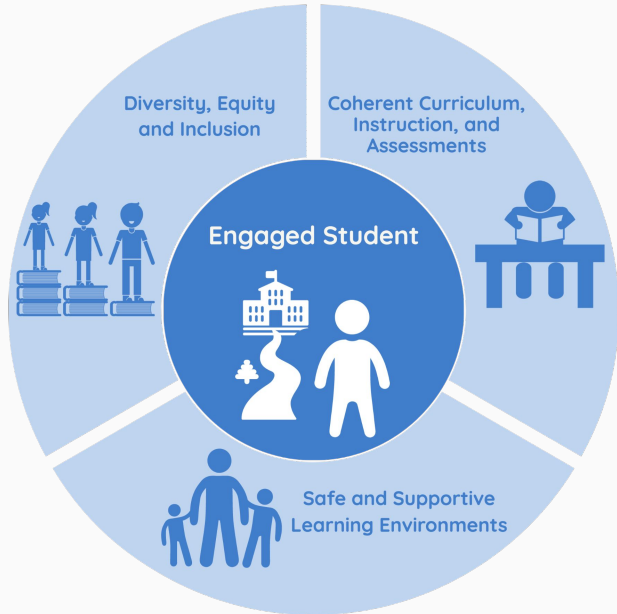 Diversity, Equity
and Inclusion
Coherent Curriculum,
Instruction, and
Assessments
Engaged Student
Safe and Supportive
Learning Environments